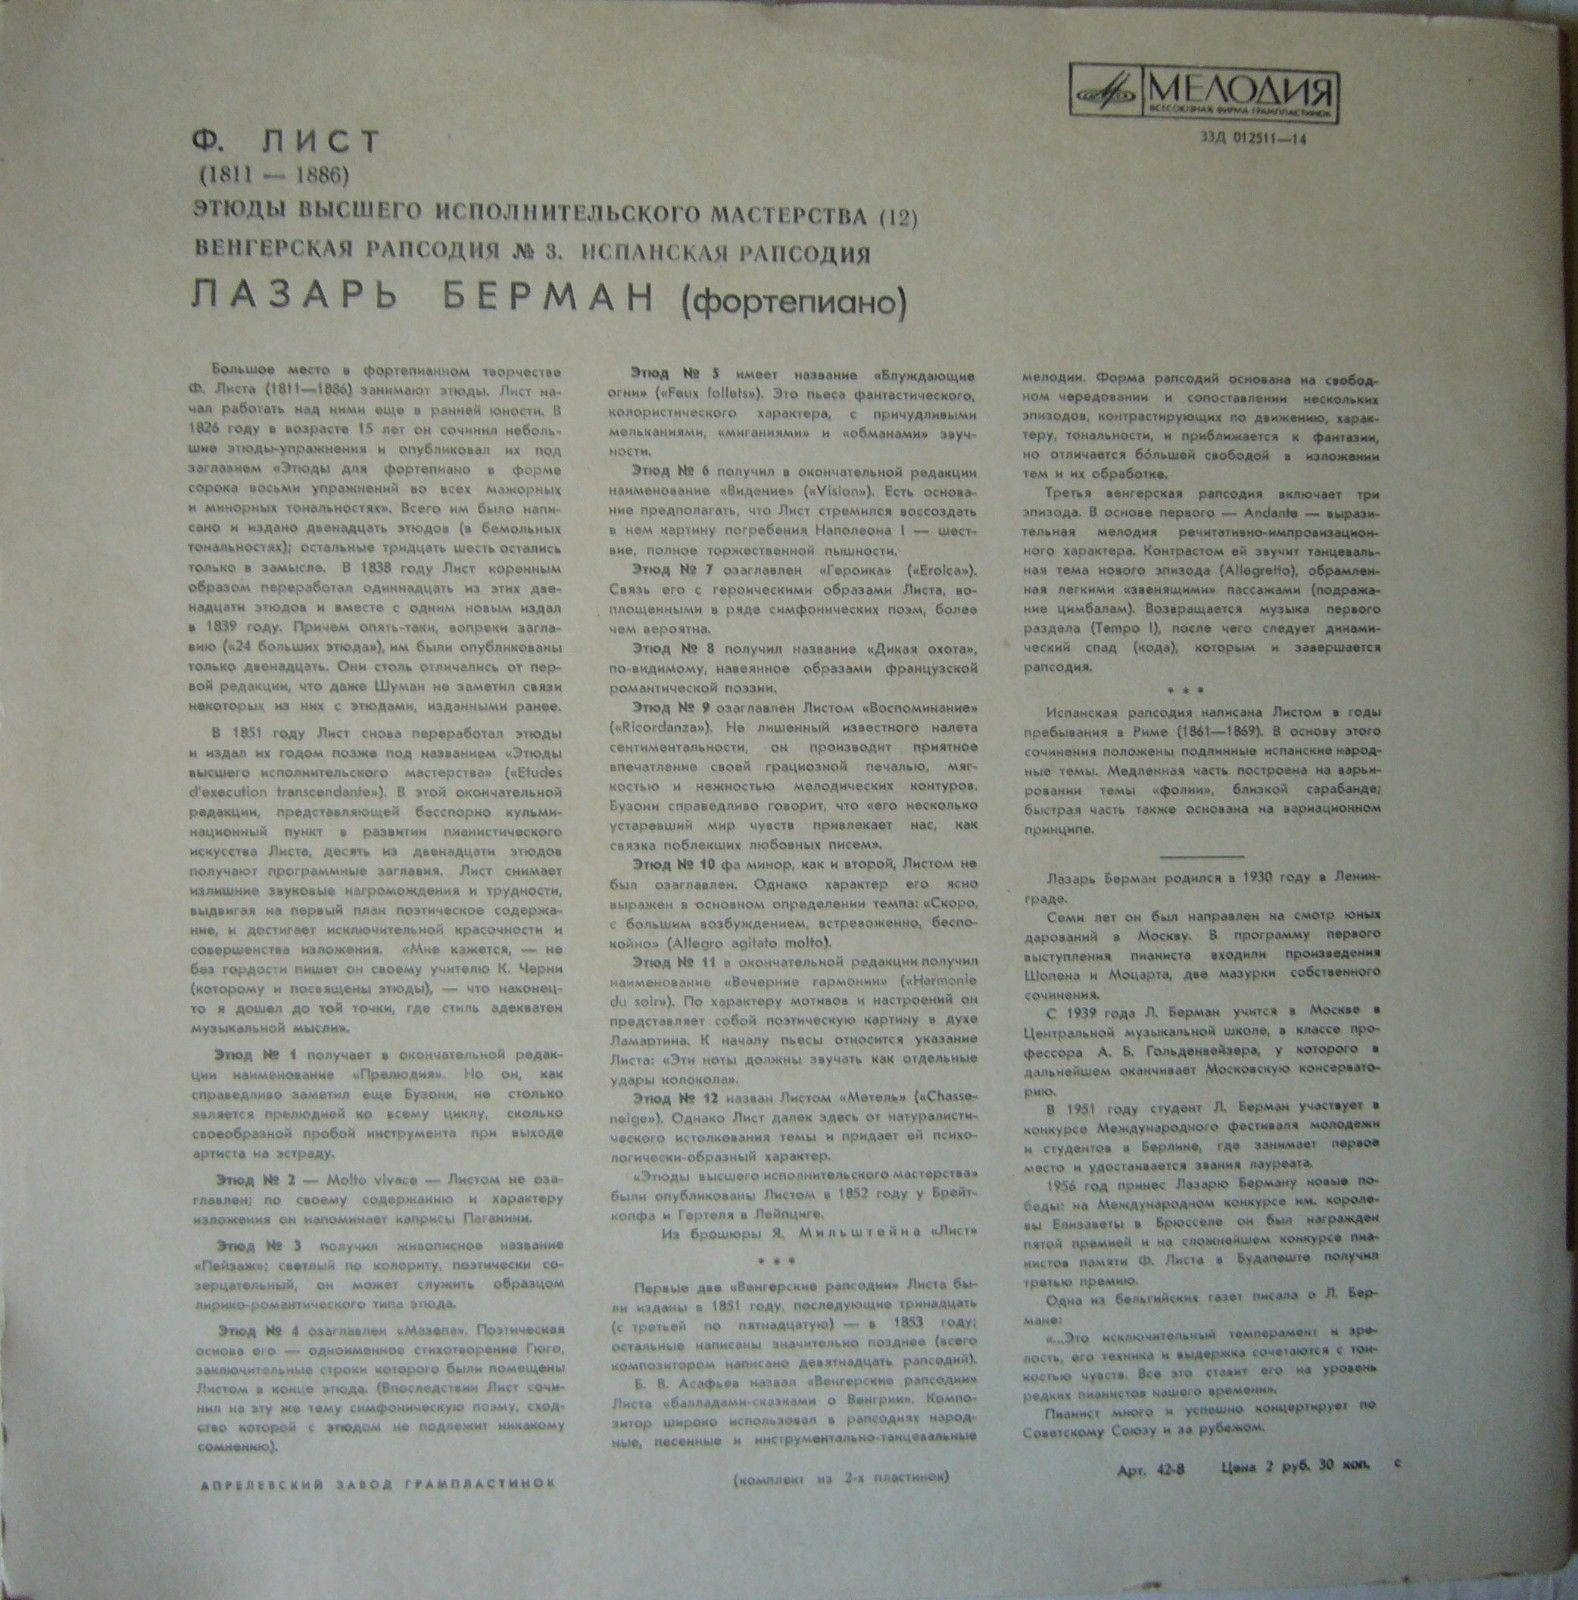 МЕЛОДИЯ
ВСЕСОЮЗНАЯ ФИРМА ГРАМПЛАСТИНОК
33Д 012511—14
Ф. ЛИСТ
(1811 — 1886)
ЭТЮДЫ ВЫСШЕГО ИСПОЛНИТЕЛЬСКОГО МАСТЕРСТВА (12)
ВЕНГЕРСКАЯ РАПСОДИЯ № 3. ИСПАНСКАЯ РАПСОДИЯ
ЛАЗАРЬ БЕРМАН (фортепиано)
Большое место в фортепианном творчестве
Ф. Листа (1811—1886) занимают этюды. Лист на-
чал работать над ними еще в ранней юности. В
1826 году в возрасте 15 лет он сочинил неболь-
шие этюды-упражнения и опубликовал их под
заглавием «Этюды для фортепиано в форме
сорока восьми упражнений во всех мажорных
и минорных тональностях». Всего им было напи-
сано и издано двенадцать этюдов (в бемольных
тональностях); остальные тридцать шесть остались
только в замысле. В 1838 году Лист коренным
образом переработал одиннадцать из этих две-
надцати этюдов и вместе с одним новым издал
в 1839 году. Причем опять-таки, вопреки загла-
вию («24 больших этюда»), им были опубликованы
только двенадцать. Они столь отличались от пер-
вой редакции, что даже Шуман не заметил связи
некоторых из них с этюдами, изданными ранее.
В 1851 году Лист снова переработал этюды
и издал их годом позже под названием «Этюды
высшего исполнительского мастерства» («Etudes
d'execution transcendante»). В этой окончательной
редакции, представляющей бесспорно кульми-
национный пункт в развитии пианистического
искусства Листа, десять из двенадцати этюдов
получают программные заглавия. Лист снимает
излишние звуковые нагромождения и трудности,
выдвигая на первый план поэтическое содержа-
ние, и достигает исключительной красочности и
совершенства изложения. «Мне кажется, — не
без гордости пишет он своему учителю К. Черни
(которому и посвящены этюды), — что наконец-
то я дошел до той точки, где стиль адекватен
музыкальной мысли».
Этюд № 1 получает в окончательной редак-
ции наименование «Прелюдия». Но он, как
справедливо заметил еще Бузони, не столько
является прелюдией ко всему циклу, сколько
своеобразной пробой инструмента при выходе
артиста на эстраду.
Этюд № 2 — Molto vivace — Листом не оза-
главлен; по своему содержанию и характеру
изложения он напоминает каприсы Паганини.
Этюд № 3 получил живописное название
«Пейзаж»; светлый по колориту, поэтически со-
зерцательный, он может служить образцом
лирико-романтического типа этюда.
Этюд № 4 озаглавлен «Мазепа». Поэтическая
основа его — одноименное стихотворение Гюго,
заключительные строки которого были помещены
Листом в конце этюда. (Впоследствии Лист сочи-
нил на эту же тему симфоническую поэму, сход-
ство которой с этюдом не подлежит никакому
сомнению).
Этюд № 5 имеет название «Блуждающие
огни» («Feux follets»). Это пьеса фантастического,
колористического характера, с причудливыми
мельканиями, «миганиями» и «обманами» звуч-
ности.
Этюд № 6 получил в окончательной редакции
наименование «Видение» («Vision»). Есть основа-
ние предполагать, что Лист стремился воссоздать
в нем картину погребения Наполеона I — шест-
вие, полное торжественной пышности.
Этюд № 7 озаглавлен «Героика» («Eroica»).
Связь его с героическими образами Листа, во-
площенными в ряде симфонических поэм, более
чем вероятна.
Этюд № 8 получил название «Дикая охота»,
по-видимому, навеянное образами французской
романтической поэзии.
Этюд № 9 озаглавлен Листом «Воспоминание»
(«Ricordanza»). Не лишенный известного налета
сентиментальности, он производит приятное
впечатление своей грациозной печалью, мяг-
костью и нежностью мелодических контуров.
Бузони справедливо говорит, что «его несколько
устаревший мир чувств привлекает нас, как
связка поблекших любовных писем».
Этюд № 10 фа минор, как и второй, Листом не
был озаглавлен. Однако характер его ясно
выражен в основном определении темпа: «Скоро,
с большим возбуждением, встревоженно, беспо-
койно» (Allegro agitato molto).
Этюд № 11 в окончательной редакции получил
наименование «Вечерние гармонии» («Harmonie
du soir»). По характеру мотивов и настроений он
представляет собой поэтическую картину в духе
Ламартина. К началу пьесы относится указание
Листа: «Эти ноты должны звучать как отдельные
удары колокола».
Этюд № 12 назван Листом «Метель» («Chasse-
neige»). Однако Лист далек здесь от натуралисти-
ческого истолкования темы и придает ей психо-
логически-образный характер.
«Этюды высшего исполнительского мастерства»
были опубликованы Листом в 1852 году у Брейт-
копфа и Гертеля в Лейпциге.
Из брошюры Я. Мильштейна «Лист»
* * *
Первые две «Венгерские рапсодии» Листа бы-
ли изданы в 1851 году, последующие тринадцать
(с третьей по пятнадцатую) — в 1853 году;
остальные написаны значительно позднее (всего
композитором написано девятнадцать рапсодий).
Б. В. Асафьев назвал «Венгерские рапсодии»
Листа «балладами-сказками о Венгрии». Компо-
зитор широко использовал в рапсодиях народ-
ные, песенные и инструментально-танцевальные
мелодии. Форма рапсодий основана на свобод-
ном чередовании и сопоставлении нескольких
эпизодов, контрастирующих по движению, харак-
теру, тональности, и приближается к фантазии,
но отличается бо́льшей свободой в изложении
тем и их обработке.
Третья венгерская рапсодия включает три
эпизода. В основе первого — Andante — вырази-
тельная мелодия речитативно-импровизацион-
ного характера. Контрастом ей звучит танцеваль-
ная тема нового эпизода (Allegretto), обрамлен-
ная легкими «звенящими» пассажами (подража-
ние цимбалам). Возвращается музыка первого
раздела (Tempo I), после чего следует динами-
ческий спад (кода), которым и завершается
рапсодия.
* * *
Испанская рапсодия написана Листом в годы
пребывания в Риме (1861—1869). В основу этого
сочинения положены подлинные испанские народ-
ные темы. Медленная часть построена на варьи-
ровании темы «фолии», близкой сарабанде;
быстрая часть также основана на вариационном
принципе.
Лазарь Берман родился в 1930 году в Ленин-
граде.
Семи лет он был направлен на смотр юных
дарований в Москву. В программу первого
выступления пианиста входили произведения
Шопена и Моцарта, две мазурки собственного
сочинения.
С 1939 года Л. Берман учится в Москве в
Центральной музыкальной школе, в классе про-
фессора А. Б. Гольденвейзера, у которого в
дальнейшем оканчивает Московскую консервато-
рию.
В 1951 году студент Л. Берман участвует в
конкурсе Международного фестиваля молодежи
и студентов в Берлине, где занимает первое
место и удостаивается звания лауреата.
1956 год принес Лазарю Берману новые по-
беды: на Международном конкурсе им. короле-
вы Елизаветы в Брюсселе он был награжден
пятой премией и на сложнейшем конкурсе пиа-
нистов памяти Ф. Листа в Будапеште получил
третью премию.
Одна из бельгийских газет писала о Л. Бер-
мане:
«...Это исключительный темперамент и зре-
лость, его техника и выдержка сочетаются с тон-
костью чувств. Все это ставит его на уровень
редких пианистов нашего времени».
Пианист много и успешно концертирует по
Советскому Союзу и за рубежом.
АПРЕЛЕВСКИЙ ЗАВОД ГРАМПЛАСТИНОК
(комплект из 2-х пластинок)
Арт. 42-8 Цена 2 руб. 30 коп. с